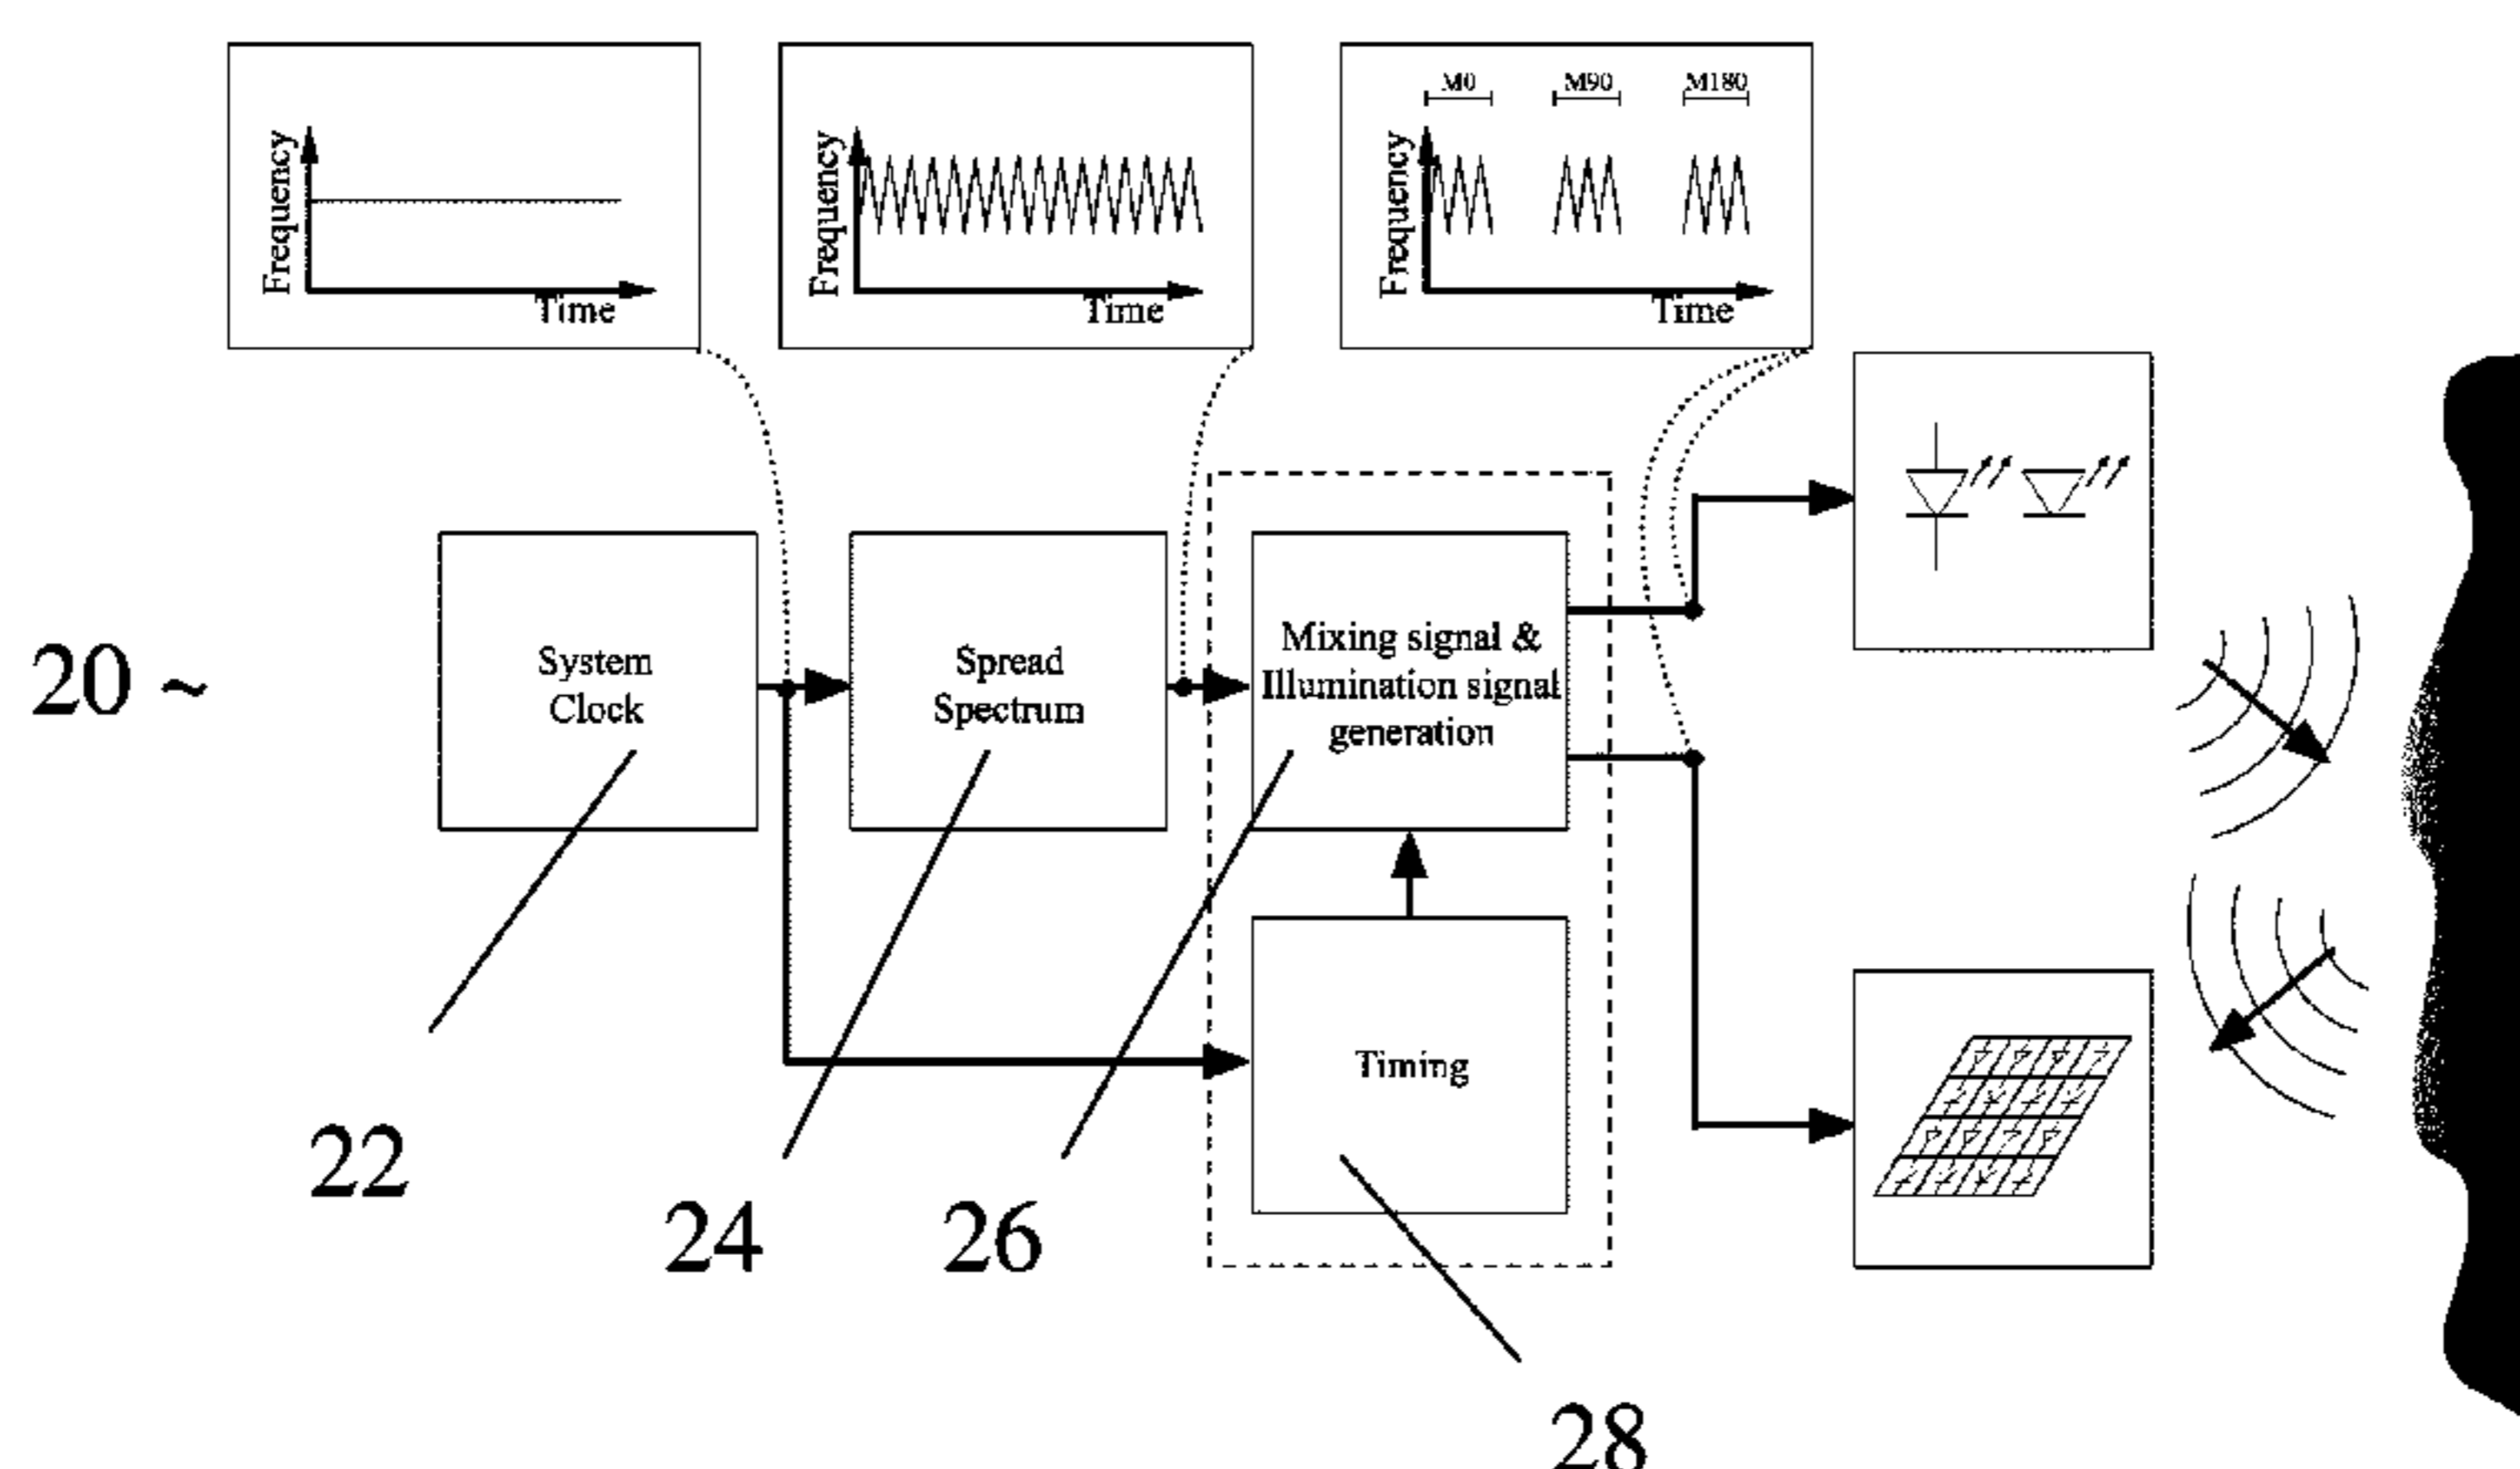 M0 M90 M180
Frequency
Time
Frequency
Time
Frequency
Time
20 ~
System
Clock
Spread
Spectrum
Mixing signal &
Illumination signal
generation
Timing
22
24
26
28